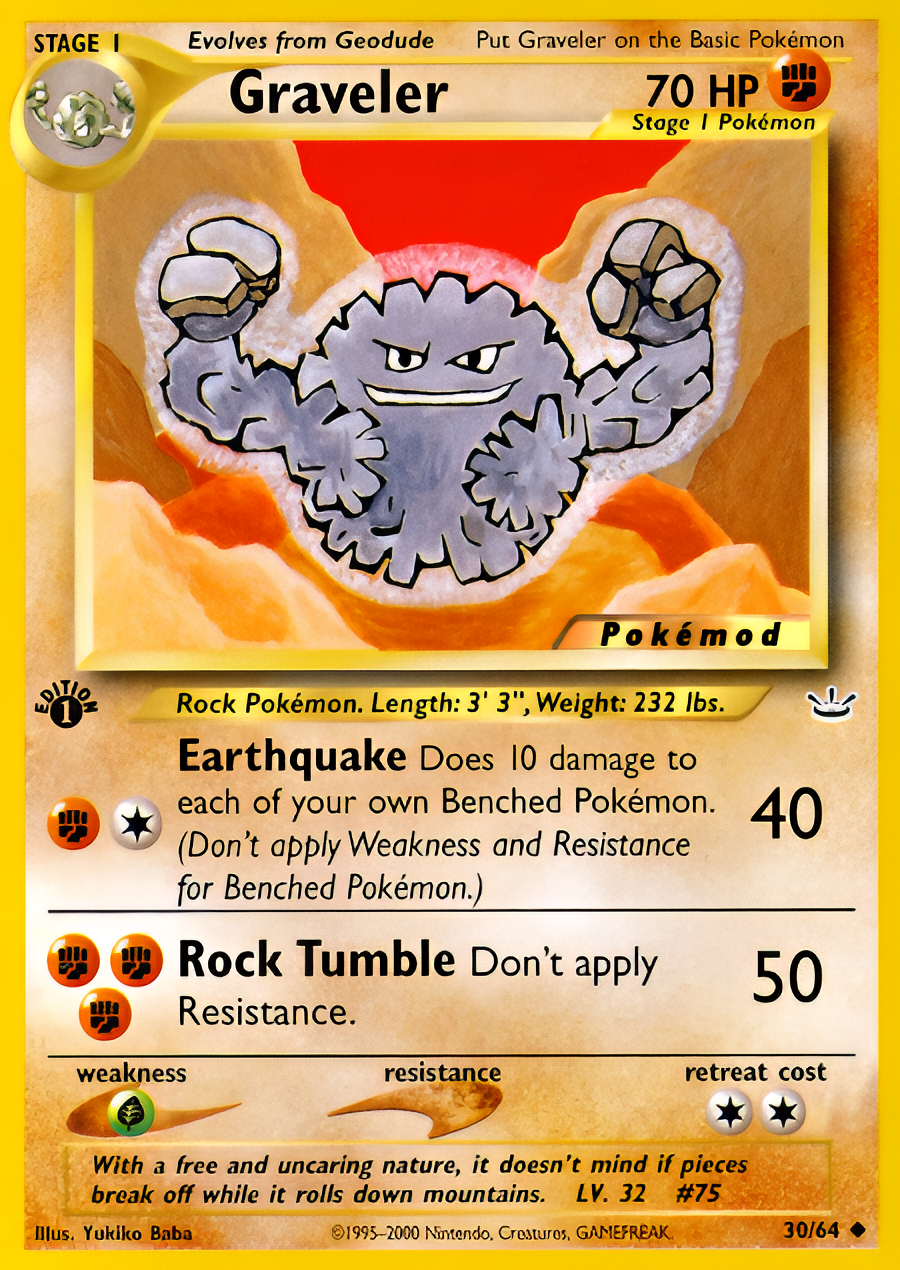 STAGE 1 Evolves from Geodude Put Graveler on the Basic Pokémon
Graveler 70 HP
Stage 1 Pokémon
Pokémod
EDITION
1
Rock Pokémon. Length: 3' 3", Weight: 232 lbs.
Earthquake Does 10 damage to
each of your own Benched Pokémon.
(Don't apply Weakness and Resistance
for Benched Pokémon.)
40
Rock Tumble Don't apply
Resistance.
50
weakness resistance retreat cost
With a free and uncaring nature, it doesn't mind if pieces
break off while it rolls down mountains. LV. 32 #75
Illus. Yukiko Baba ©1995–2000 Nintendo, Creatures, GAMEFREAK. 30/64